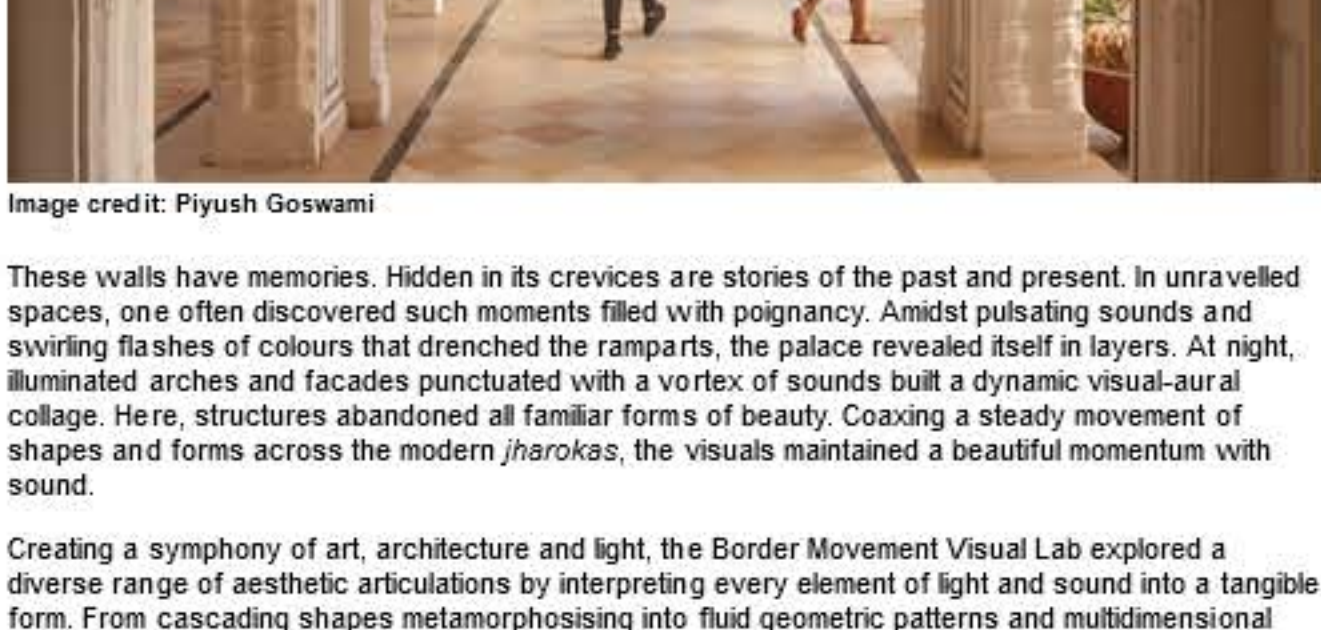 Image credit: Piyush Goswami
These walls have memories. Hidden in its crevices are stories of the past and present. In unravelled
spaces, one often discovered such moments filled with poignancy. Amidst pulsating sounds and
swirling flashes of colours that drenched the ramparts, the palace revealed itself in layers. At night,
illuminated arches and facades punctuated with a vortex of sounds built a dynamic visual-aural
collage. Here, structures abandoned all familiar forms of beauty. Coaxing a steady movement of
shapes and forms across the modern jharokas, the visuals maintained a beautiful momentum with
sound.
Creating a symphony of art, architecture and light, the Border Movement Visual Lab explored a
diverse range of aesthetic articulations by interpreting every element of light and sound into a tangible
form. From cascading shapes metamorphosising into fluid geometric patterns and multidimensional